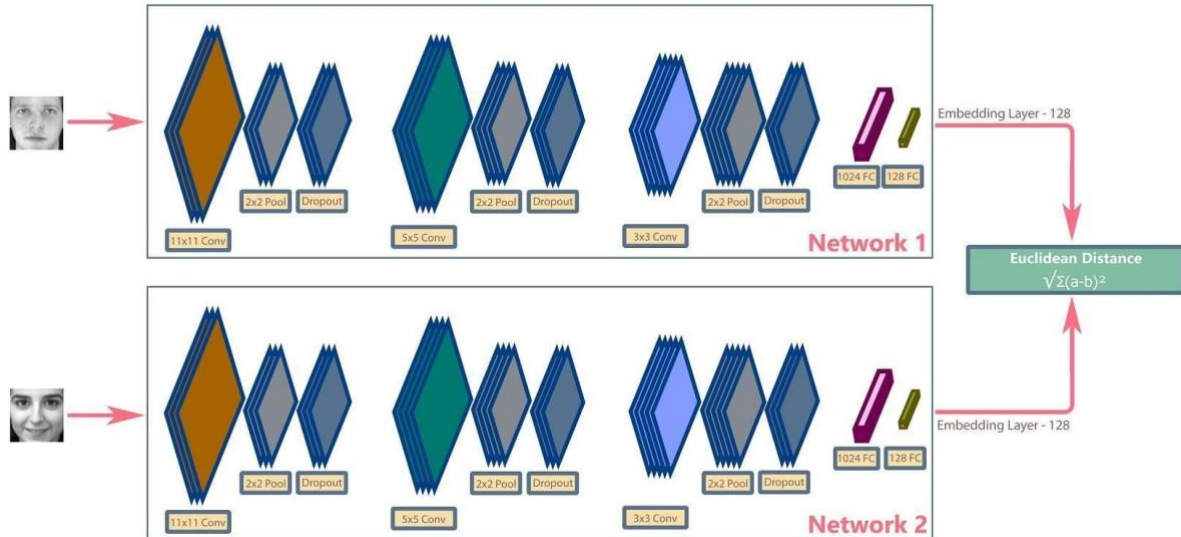 Embedding Layer - 128
1024 FC 128 FC
2x2 Pool Dropout 2x2 Pool Dropout 2x2 Pool Dropout
11x11 Conv 5x5 Conv 3x3 Conv
Network 1
Euclidean Distance
√Σ(a-b)²
Embedding Layer - 128
1024 FC 128 FC
2x2 Pool Dropout 2x2 Pool Dropout 2x2 Pool Dropout
11x11 Conv 5x5 Conv 3x3 Conv
Network 2